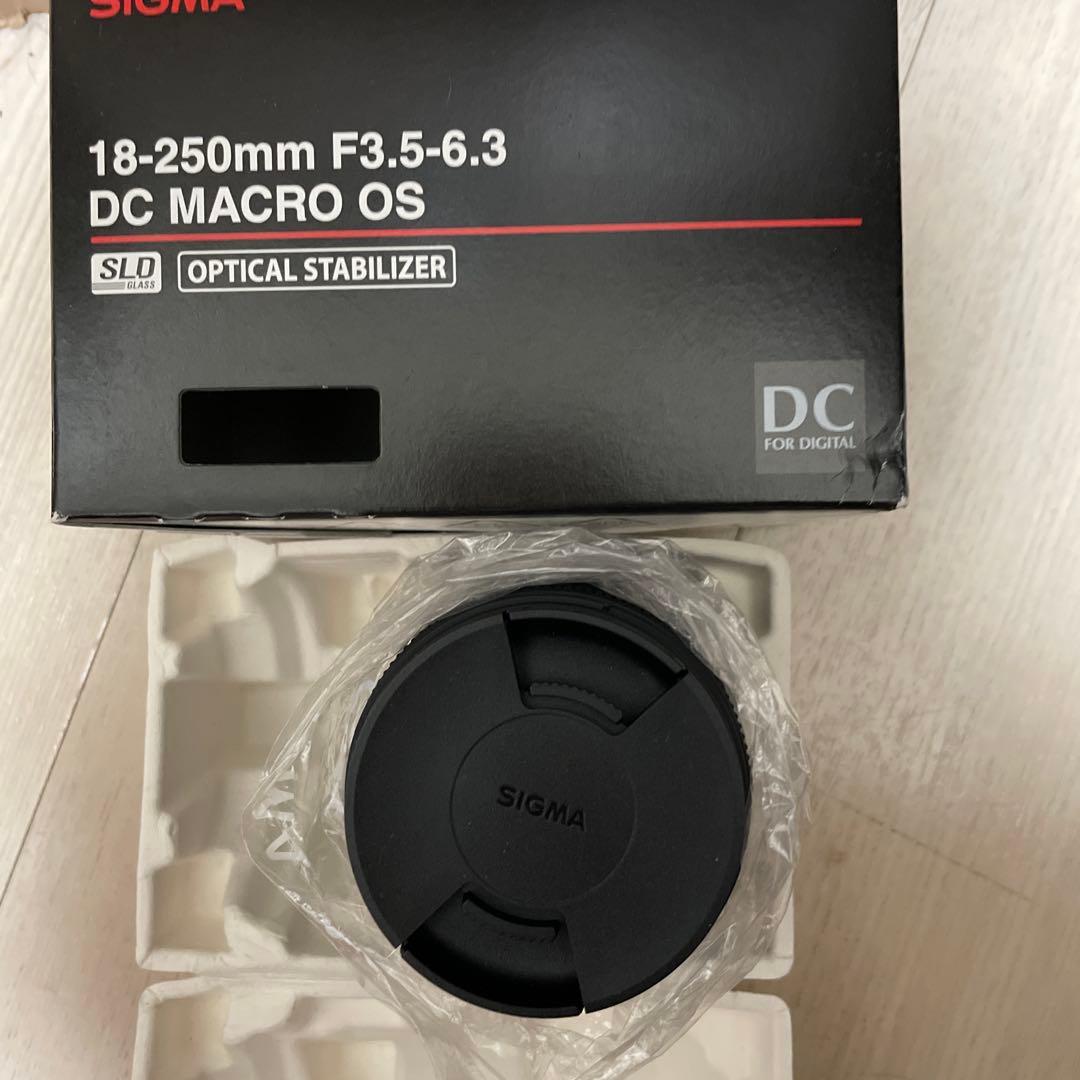 SIGMA
18-250mm F3.5-6.3
DC MACRO OS
SLD
GLASS
OPTICAL STABILIZER
DC
FOR DIGITAL
SIGMA